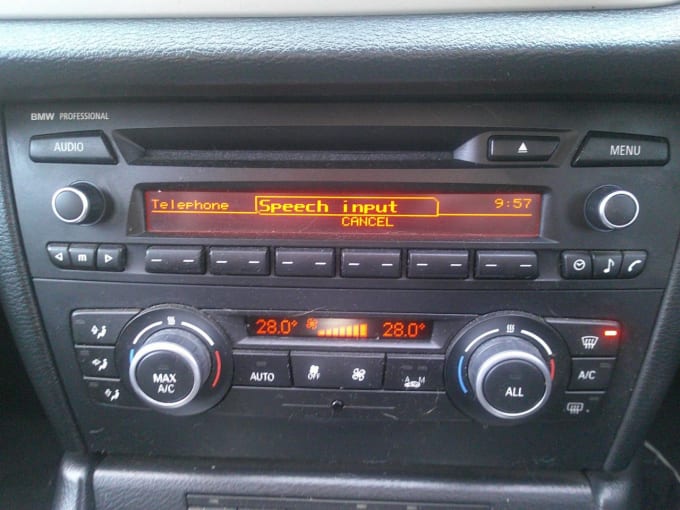 BMW PROFESSIONAL
AUDIO
MENU
Telephone Speech input 9:57
CANCEL
m
28.0° 28.0°
MAX A/C
AUTO
OFF
A M
ALL
A/C